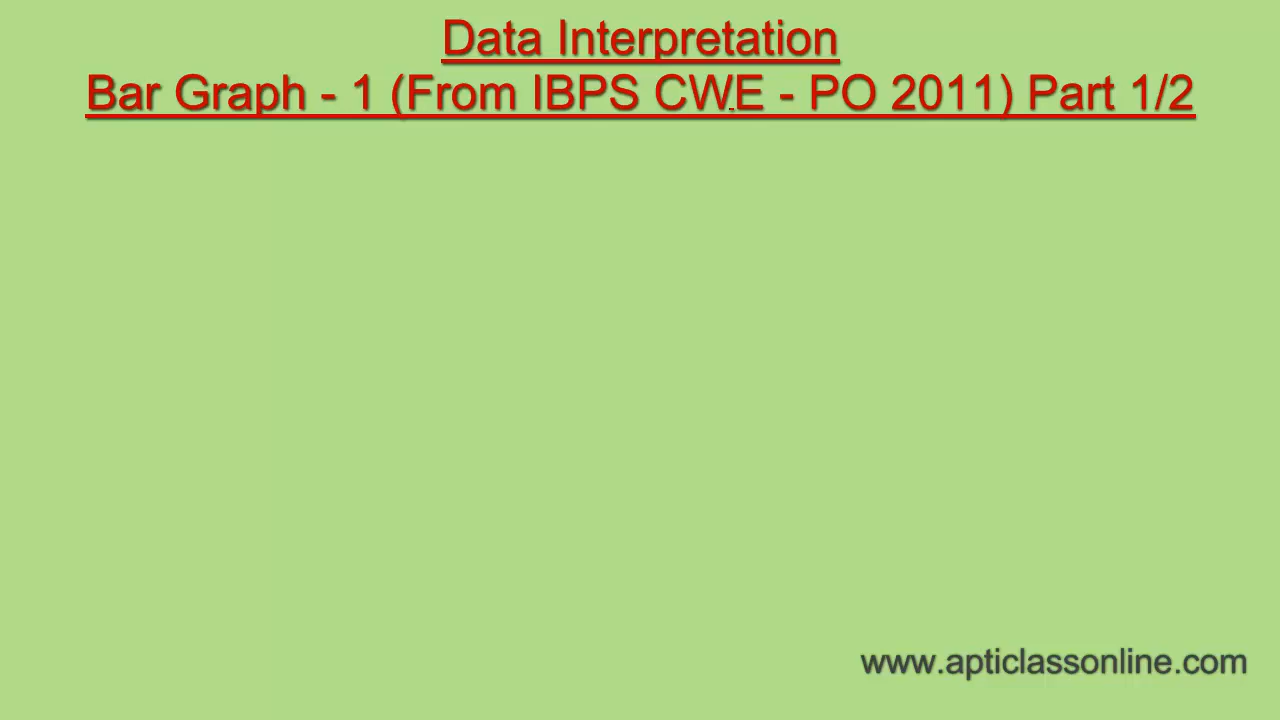 Data Interpretation
Bar Graph - 1 (From IBPS CWE - PO 2011) Part 1/2
www.apticlassonline.com